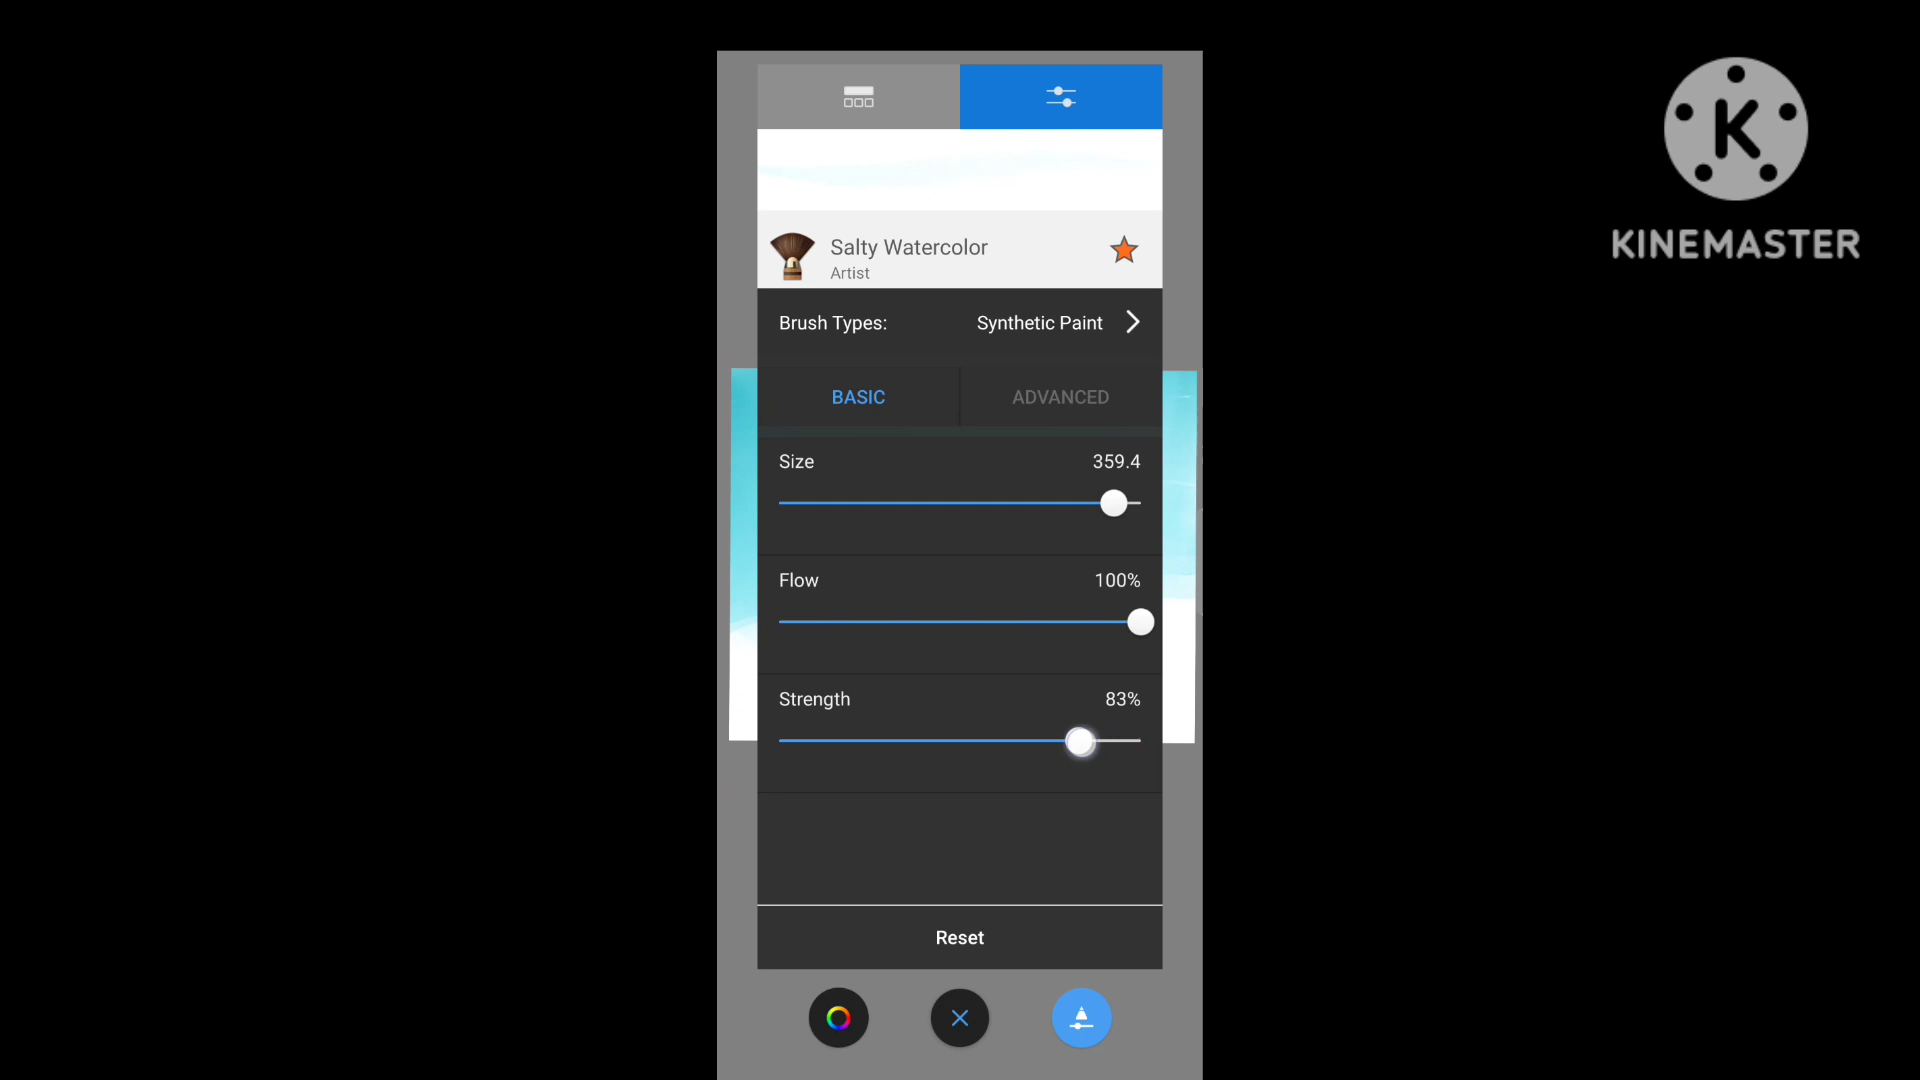 KINEMASTER
Salty Watercolor
Artist
Brush Types: Synthetic Paint
BASIC ADVANCED
Size 359.4
Flow 100%
Strength 83%
Reset